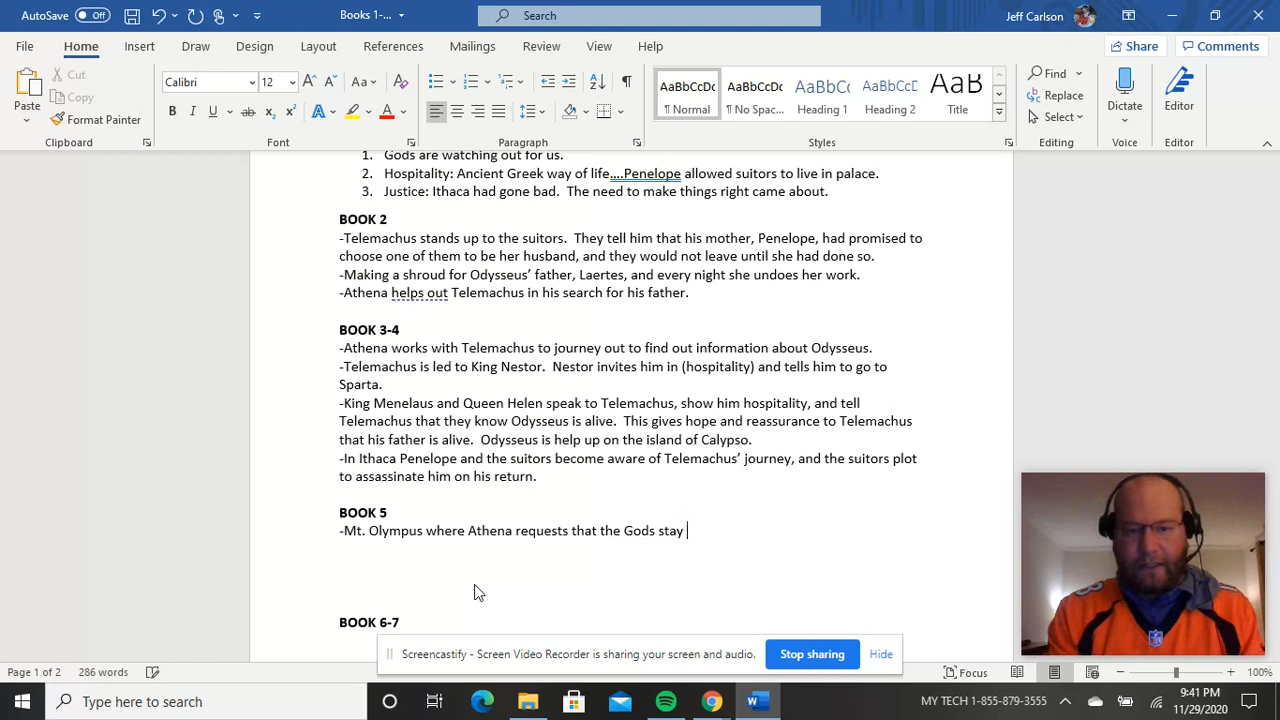 AutoSave Off Books 1-... Search Jeff Carlson
File Home Insert Draw Design Layout References Mailings Review View Help Share Comments
Paste Cut Copy Format Painter Clipboard
Calibri 12 Font
Paragraph
AaBbCcDc Normal AaBbCcDc No Spac... AaBbCc Heading 1 AaBbCcE Heading 2 AaB Title Styles
Find Replace Select Editing
Dictate Voice
Editor Editor
1. Gods are watching out for us.
2. Hospitality: Ancient Greek way of life....Penelope allowed suitors to live in palace.
3. Justice: Ithaca had gone bad. The need to make things right came about.
BOOK 2
-Telemachus stands up to the suitors. They tell him that his mother, Penelope, had promised to
choose one of them to be her husband, and they would not leave until she had done so.
-Making a shroud for Odysseus’ father, Laertes, and every night she undoes her work.
-Athena helps out Telemachus in his search for his father.
BOOK 3-4
-Athena works with Telemachus to journey out to find out information about Odysseus.
-Telemachus is led to King Nestor. Nestor invites him in (hospitality) and tells him to go to
Sparta.
-King Menelaus and Queen Helen speak to Telemachus, show him hospitality, and tell
Telemachus that they know Odysseus is alive. This gives hope and reassurance to Telemachus
that his father is alive. Odysseus is help up on the island of Calypso.
-In Ithaca Penelope and the suitors become aware of Telemachus’ journey, and the suitors plot
to assassinate him on his return.
BOOK 5
-Mt. Olympus where Athena requests that the Gods stay
BOOK 6-7
Screencastify - Screen Video Recorder is sharing your screen and audio. Stop sharing Hide
Page 1 of 2 286 words Focus 100%
Type here to search MY TECH 1-855-879-3555 9:41 PM
11/29/2020